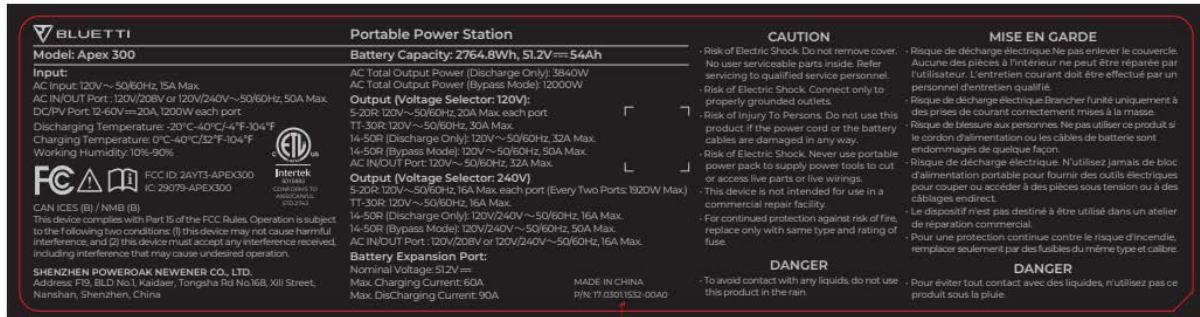 BLUETTI
Model: Apex 300
Input:
AC Input: 120V～ 50/60Hz, 15A Max.
AC IN/OUT Port : 120V/208V or 120V/240V～50/60Hz, 50A Max.
DC/PV Port: 12-60V⎓20A, 1200W each port
Discharging Temperature: -20°C-40°C/-4°F-104°F
Charging Temperature: 0°C-40°C/32°F-104°F
Working Humidity: 10%-90%
ETL
C US
Intertek
5015880
CONFORMS TO
ANSI/CAN/UL
STD.2743
FC
FCC ID: 2AYT3-APEX300
IC: 29079-APEX300
CAN ICES (B) / NMB (B)
This device complies with Part 15 of the FCC Rules. Operation is subject
to the f ollowing two conditions: (1) this device may not cause harmful
interference, and (2) this device must accept any interference received,
including interference that may cause undesired operation.
SHENZHEN POWEROAK NEWENER CO., LTD.
Address: F19, BLD No.1, Kaidaer, Tongsha Rd No.168, Xili Street,
Nanshan, Shenzhen, China
Portable Power Station
Battery Capacity: 2764.8Wh, 51.2V⎓54Ah
AC Total Output Power (Discharge Only): 3840W
AC Total Output Power (Bypass Mode): 12000W
Output (Voltage Selector: 120V):
5-20R: 120V～ 50/60Hz, 20A Max. each port
TT-30R: 120V～ 50/60Hz, 30A Max.
14-50R (Discharge Only): 120V～50/60Hz, 32A Max.
14-50R (Bypass Mode): 120V～ 50/60Hz, 50A Max.
AC IN/OUT Port: 120V～ 50/60Hz, 32A Max.
Output (Voltage Selector: 240V)
5-20R: 120V～50/60Hz, 16A Max. each port (Every Two Ports: 1920W Max.)
TT-30R: 120V～50/60Hz, 16A Max.
14-50R (Discharge Only): 120V/240V～50/60Hz, 16A Max.
14-50R (Bypass Mode): 120V/240V～50/60Hz, 50A Max.
AC IN/OUT Port : 120V/208V or 120V/240V～50/60Hz, 16A Max.
Battery Expansion Port:
Nominal Voltage: 51.2V⎓
Max. Charging Current: 60A
Max. DisCharging Current: 90A
MADE IN CHINA
P/N: 17.0301.1532-00A0
CAUTION
· Risk of Electric Shock. Do not remove cover.
No user serviceable parts inside. Refer
servicing to qualified service personnel.
· Risk of Electric Shock. Connect only to
properly grounded outlets.
· Risk of Injury To Persons. Do not use this
product if the power cord or the battery
cables are damaged in any way.
· Risk of Electric Shock. Never use portable
power pack to supply power tools to cut
or access live parts or live wirings.
· This device is not intended for use in a
commercial repair facility.
· For continued protection against risk of fire,
replace only with same type and rating of
fuse.
DANGER
· To avoid contact with any liquids, do not use
this product in the rain.
MISE EN GARDE
· Risque de décharge électrique.Ne pas enlever le couvercle.
Aucune des pièces à l'intérieur ne peut être réparée par
l'utilisateur. L'entretien courant doit être effectué par un
personnel d'entretien qualifié.
· Risque de décharge électrique.Brancher l'unité uniquement à
des prises de courant correctement mises à la masse.
· Risque de blessure aux personnes. Ne pas utiliser ce produit si
le cordon d'alimentation ou les câbles de batterie sont
endommagés de quelque façon.
· Risque de décharge électrique. N'utilisez jamais de bloc
d'alimentation portable pour fournir des outils électriques
pour couper ou accéder à des pièces sous tension ou à des
câblages endirect.
· Le dispositif n'est pas destiné à être utilisé dans un atelier
de réparation commercial.
· Pour une protection continue contre le risque d'incendie,
remplacer seulement par des fusibles du même type et calibre.
DANGER
· Pour éviter tout contact avec des liquides, n'utilisez pas ce
produit sous la pluie.